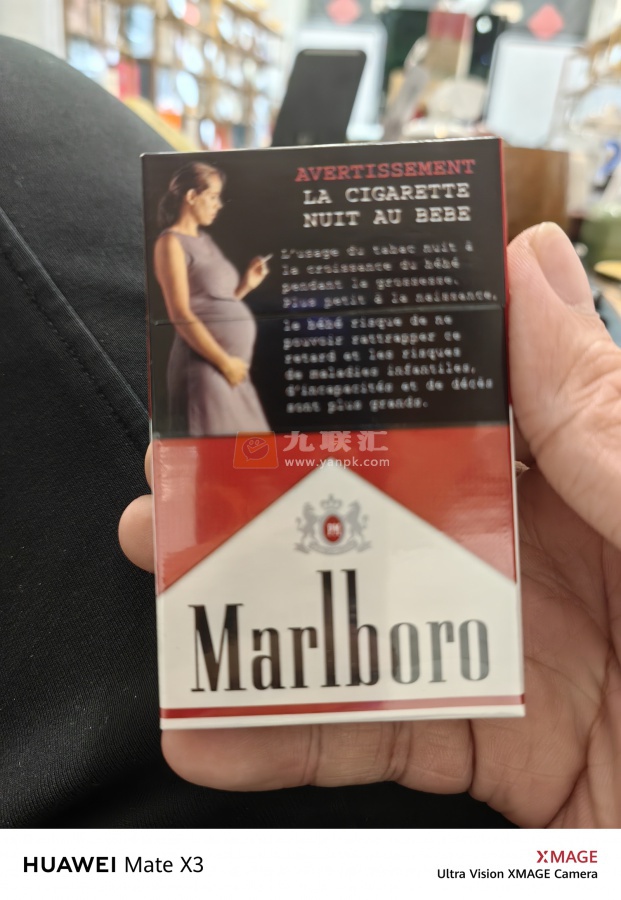 AVERTISSEMENT
LA CIGARETTE
NUIT AU BEBE
L'usage du tabac nuit à
la croissance du bébé
pendant la grossesse.
Plus petit à la naissance,
le bébé risque de ne
pouvoir rattrapper ce
retard et les risques
de maladies infantiles,
d'incapacités et de décès
sont plus grands.
九联汇
www.yanpk.com
PM
Marlboro
HUAWEI Mate X3
XMAGE
Ultra Vision XMAGE Camera